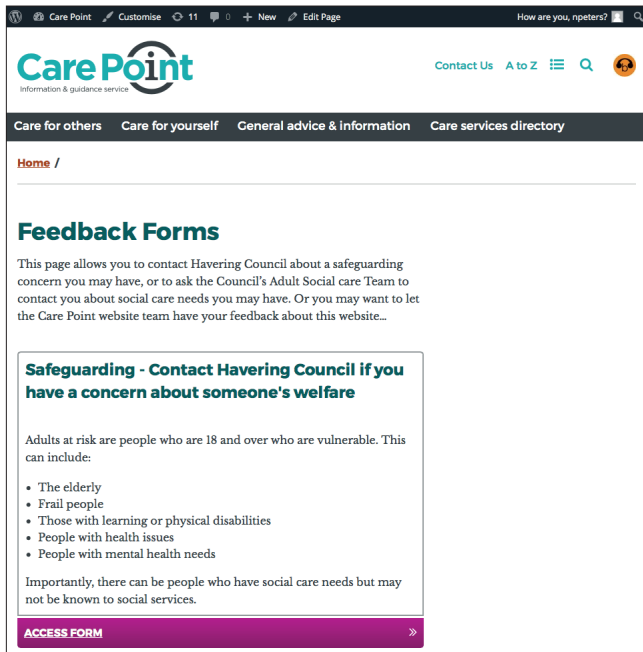 Care Point Customise 11 0 + New Edit Page How are you, npeters?
Care Point
Information & guidance service
Contact Us A to Z
Care for others Care for yourself General advice & information Care services directory
Home /
Feedback Forms
This page allows you to contact Havering Council about a safeguarding
concern you may have, or to ask the Council's Adult Social care Team to
contact you about social care needs you may have. Or you may want to let
the Care Point website team have your feedback about this website...
Safeguarding - Contact Havering Council if you
have a concern about someone's welfare
Adults at risk are people who are 18 and over who are vulnerable. This
can include:
• The elderly
• Frail people
• Those with learning or physical disabilities
• People with health issues
• People with mental health needs
Importantly, there can be people who have social care needs but may
not be known to social services.
ACCESS FORM »